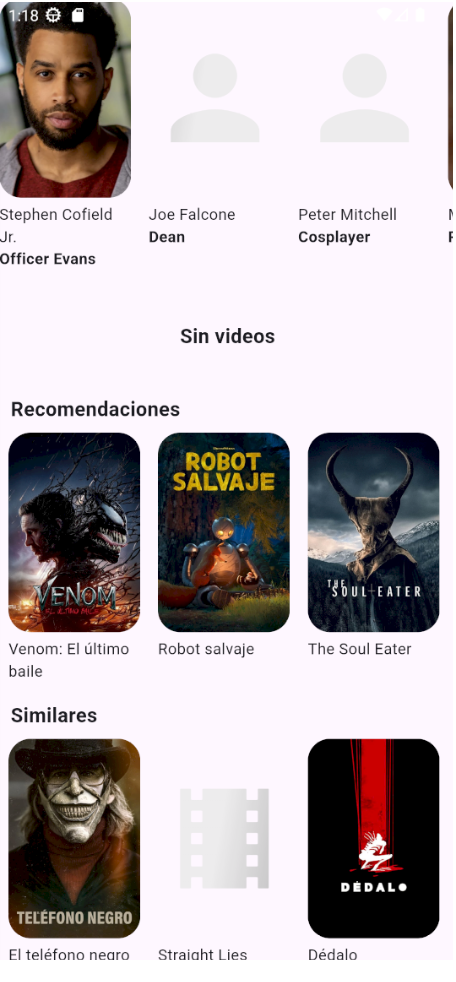 1:18
Stephen Cofield
Jr.
Officer Evans
Joe Falcone
Dean
Peter Mitchell
Cosplayer
Sin videos
Recomendaciones
ROBOT
SALVAJE
VENOM
EL ÚLTIMO BAILE
THE
SOUL EATER
Venom: El último
baile
Robot salvaje
The Soul Eater
Similares
TELÉFONO NEGRO
DÉDALO
El teléfono negro
Straight Lies
Dédalo